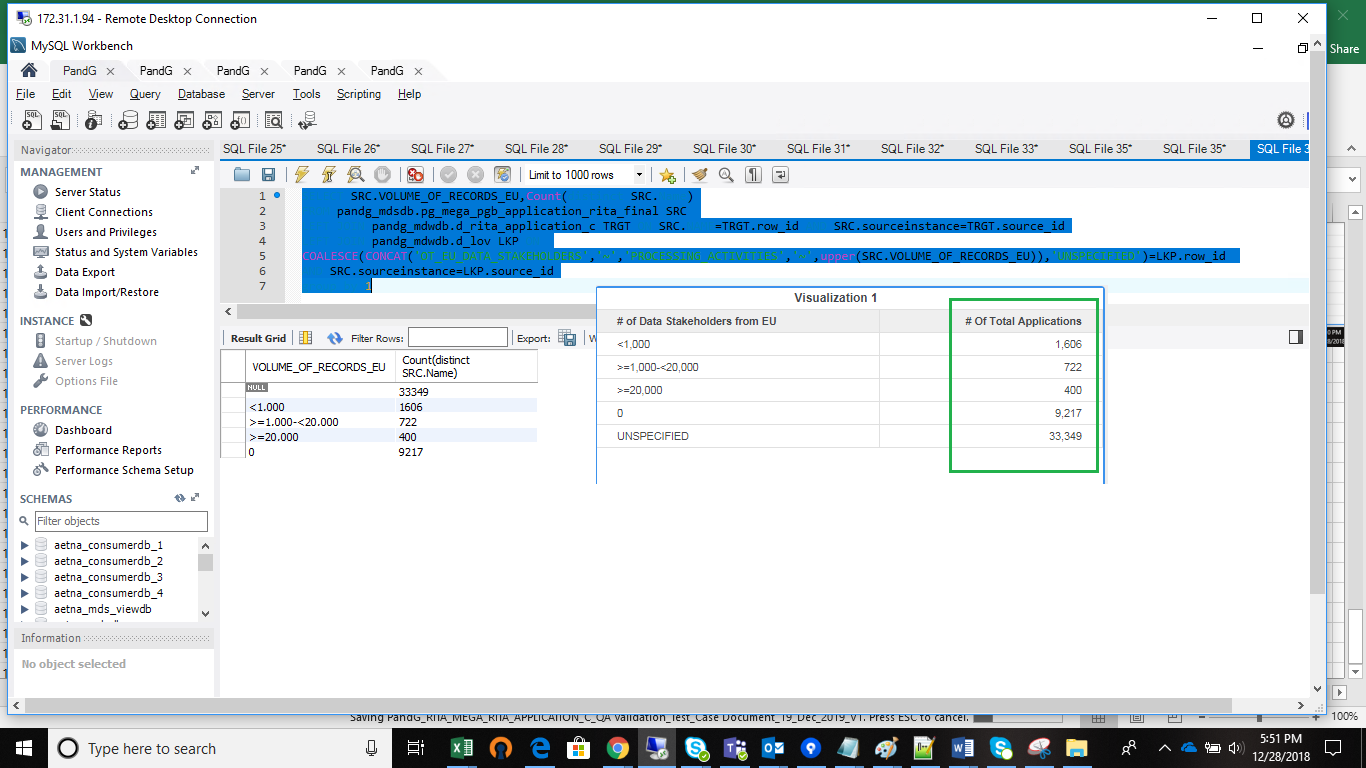 172.31.1.94 - Remote Desktop Connection
Share
MySQL Workbench
PandG PandG PandG PandG PandG
File Edit View Query Database Server Tools Scripting Help
Navigator
MANAGEMENT
Server Status
Client Connections
Users and Privileges
Status and System Variables
Data Export
Data Import/Restore
INSTANCE
Startup / Shutdown
Server Logs
Options File
PERFORMANCE
Dashboard
Performance Reports
Performance Schema Setup
SCHEMAS
Filter objects
aetna_consumerdb_1
aetna_consumerdb_2
aetna_consumerdb_3
aetna_consumerdb_4
aetna_mds_viewdb
Information
No object selected
SQL File 25* SQL File 26* SQL File 27* SQL File 28* SQL File 29* SQL File 30* SQL File 31* SQL File 32* SQL File 33* SQL File 35* SQL File 35* SQL File 3
Limit to 1000 rows
1 SRC.VOLUME_OF_RECORDS_EU,Count( SRC. )
2 pandg_mdsdb.pg_mega_pgb_application_rita_final SRC
3 pandg_mdwdb.d_rita_application_c TRGT SRC. =TRGT.row_id SRC.sourceinstance=TRGT.source_id
4 pandg_mdwdb.d_lov LKP
5 COALESCE(CONCAT('OF_EU_DATA_STAKEHOLDERS','~','PROCESSING_ACTIVITIES','~',upper(SRC.VOLUME_OF_RECORDS_EU)),'UNSPECIFIED')=LKP.row_id
6 SRC.sourceinstance=LKP.source_id
7 1
Result Grid Filter Rows: Export: W
VOLUME_OF_RECORDS_EU Count(distinct
SRC.Name)
NULL 33349
<1.000 1606
>=1.000-<20.000 722
>=20.000 400
0 9217
Visualization 1
# of Data Stakeholders from EU # Of Total Applications
<1,000 1,606
>=1,000-<20,000 722
>=20,000 400
0 9,217
UNSPECIFIED 33,349
Saving PandG_RITA_MEGA_RITA_APPLICATION_C_QA Validation_Test_Case Document_19_Dec_2019_V1. Press ESC to cancel.
100%
Type here to search
5:51 PM
12/28/2018